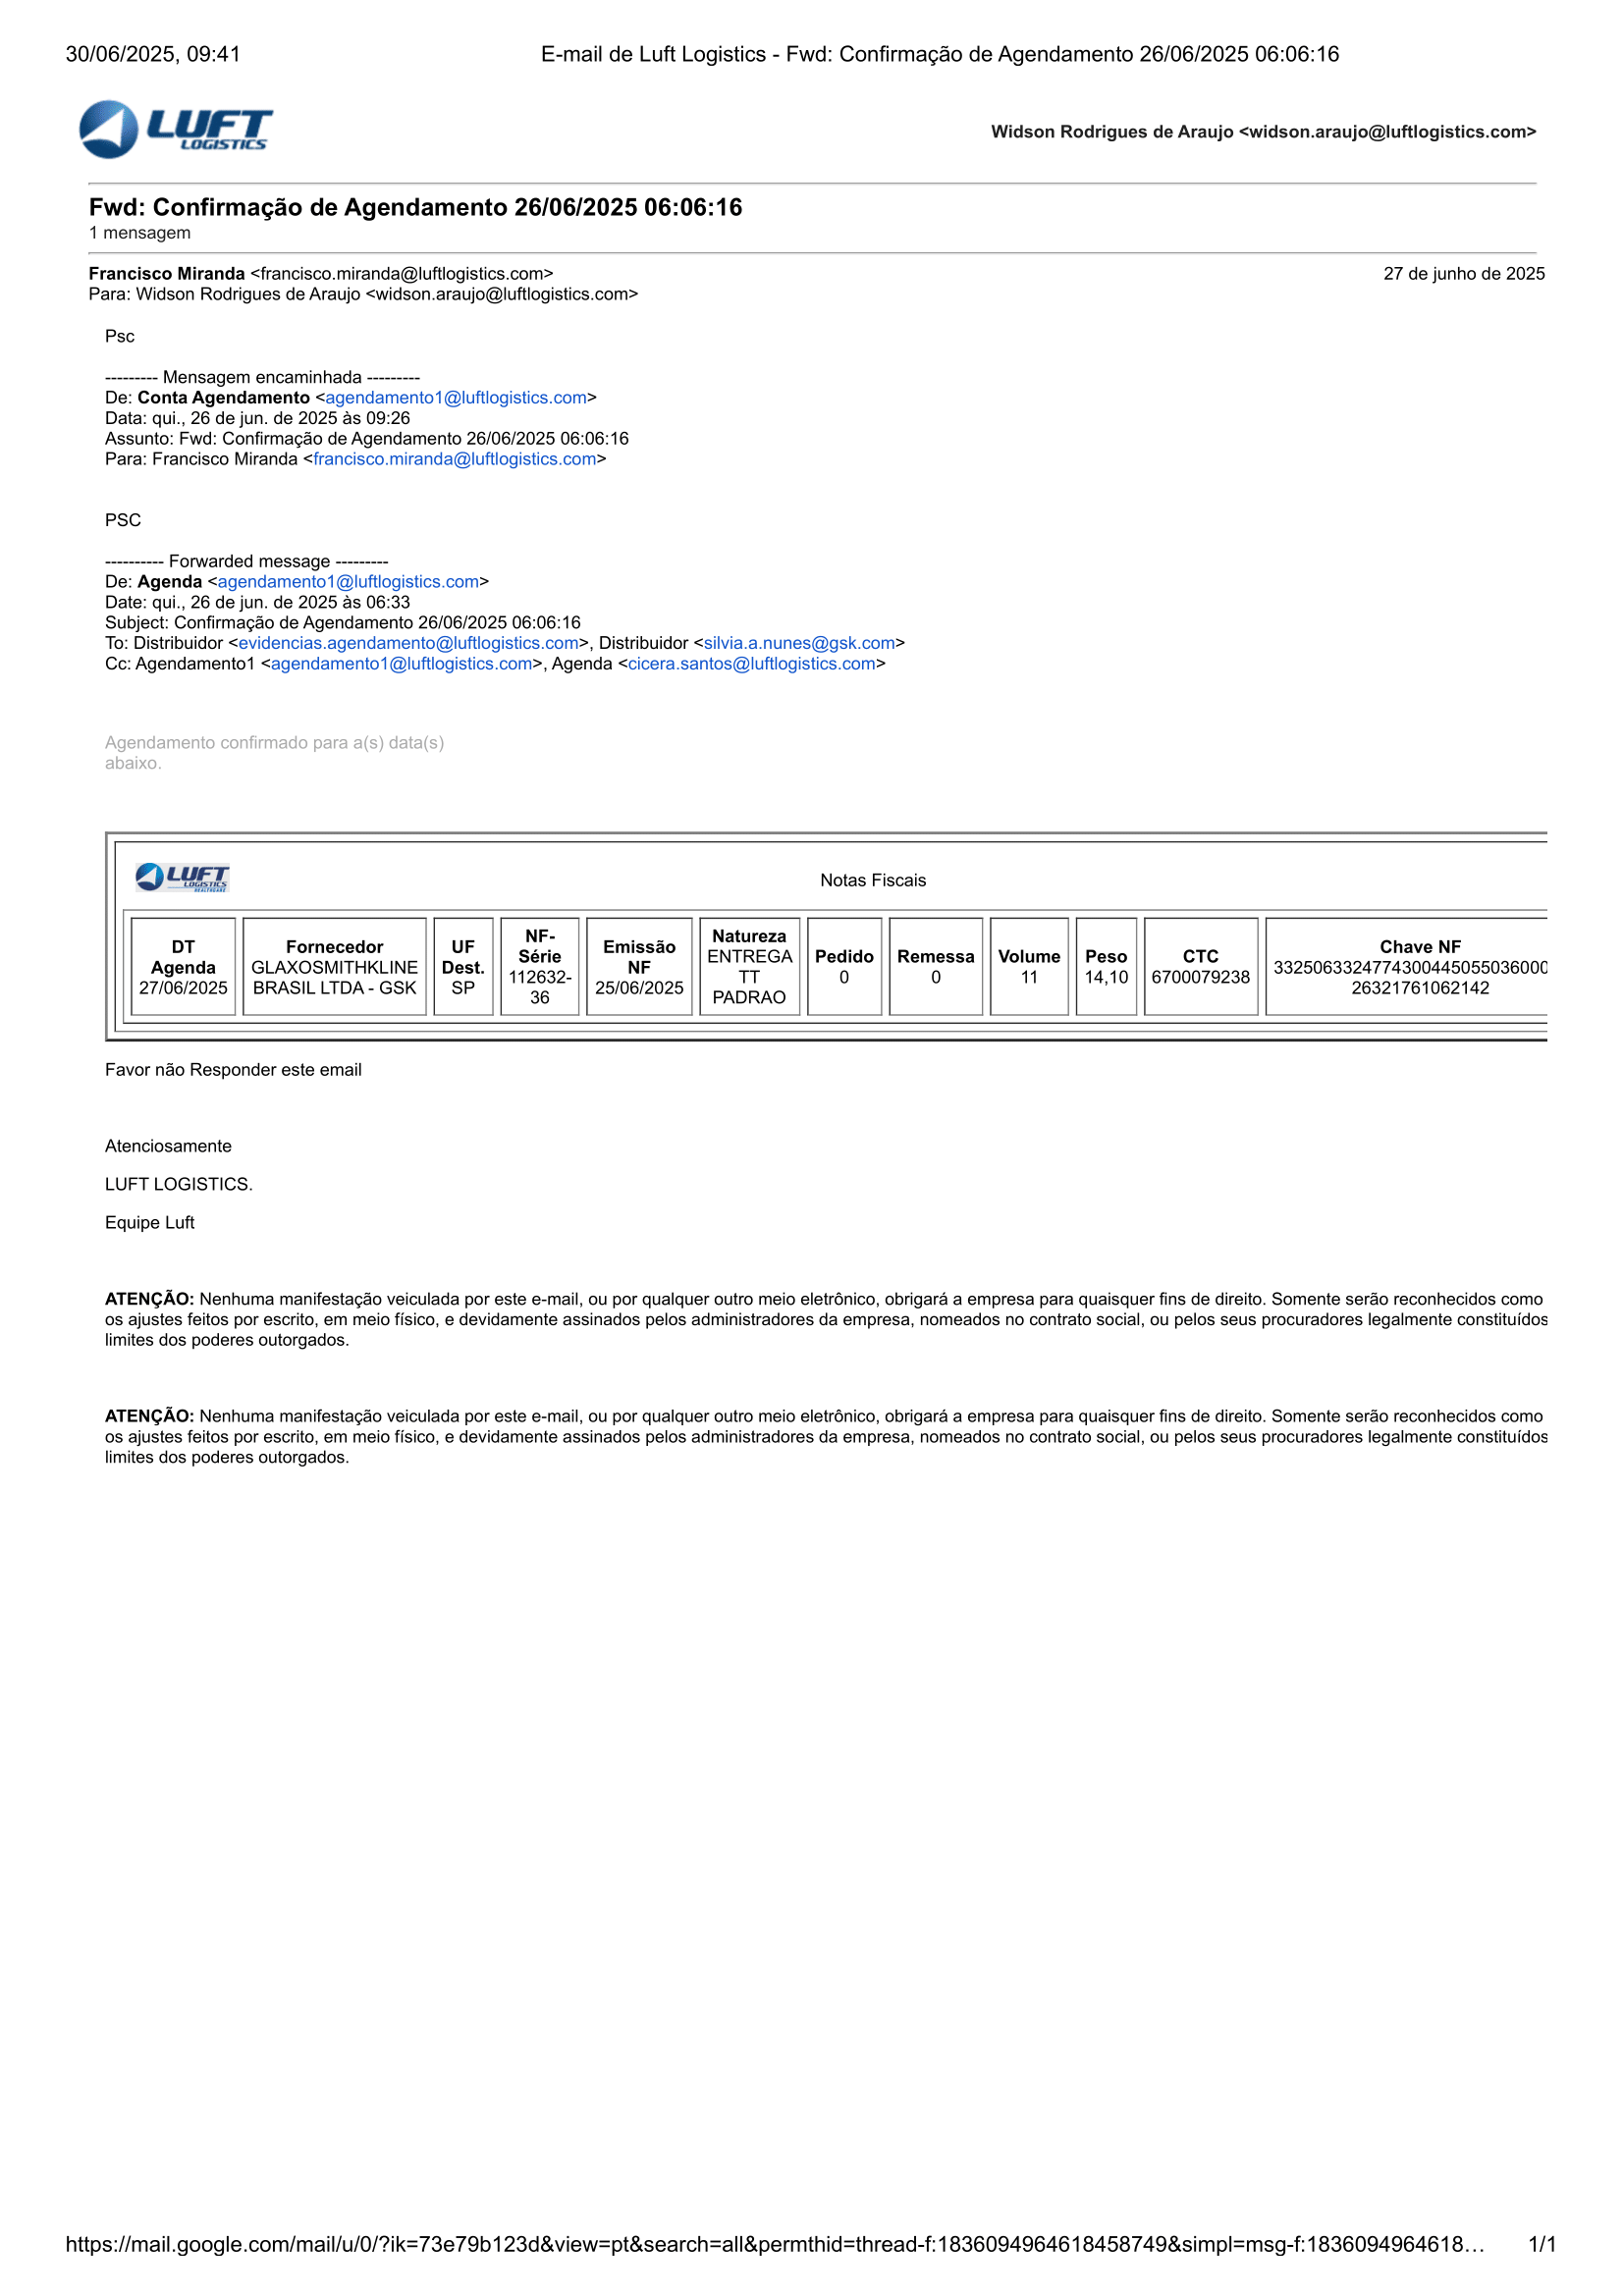 30/06/2025, 09:41
E-mail de Luft Logistics - Fwd: Confirmação de Agendamento 26/06/2025 06:06:16
LUFT
LOGISTICS
Widson Rodrigues de Araujo <widson.araujo@luftlogistics.com>
Fwd: Confirmação de Agendamento 26/06/2025 06:06:16
1 mensagem
Francisco Miranda <francisco.miranda@luftlogistics.com>
27 de junho de 2025
Para: Widson Rodrigues de Araujo <widson.araujo@luftlogistics.com>
Psc
--------- Mensagem encaminhada ---------
De: Conta Agendamento <agendamento1@luftlogistics.com>
Data: qui., 26 de jun. de 2025 às 09:26
Assunto: Fwd: Confirmação de Agendamento 26/06/2025 06:06:16
Para: Francisco Miranda <francisco.miranda@luftlogistics.com>
PSC
---------- Forwarded message ---------
De: Agenda <agendamento1@luftlogistics.com>
Date: qui., 26 de jun. de 2025 às 06:33
Subject: Confirmação de Agendamento 26/06/2025 06:06:16
To: Distribuidor <evidencias.agendamento@luftlogistics.com>, Distribuidor <silvia.a.nunes@gsk.com>
Cc: Agendamento1 <agendamento1@luftlogistics.com>, Agenda <cicera.santos@luftlogistics.com>
Agendamento confirmado para a(s) data(s)
abaixo.
LUFT
LOGISTICS
HEALTHCARE
Notas Fiscais
DT
Agenda
27/06/2025
Fornecedor
GLAXOSMITHKLINE
BRASIL LTDA - GSK
UF
Dest.
SP
NF-
Série
112632-
36
Emissão
NF
25/06/2025
Natureza
ENTREGA
TT
PADRAO
Pedido
0
Remessa
0
Volume
11
Peso
14,10
CTC
6700079238
Chave NF
3325063324774300445055036000
26321761062142
Favor não Responder este email
Atenciosamente
LUFT LOGISTICS.
Equipe Luft
ATENÇÃO: Nenhuma manifestação veiculada por este e-mail, ou por qualquer outro meio eletrônico, obrigará a empresa para quaisquer fins de direito. Somente serão reconhecidos como
os ajustes feitos por escrito, em meio físico, e devidamente assinados pelos administradores da empresa, nomeados no contrato social, ou pelos seus procuradores legalmente constituídos
limites dos poderes outorgados.
ATENÇÃO: Nenhuma manifestação veiculada por este e-mail, ou por qualquer outro meio eletrônico, obrigará a empresa para quaisquer fins de direito. Somente serão reconhecidos como
os ajustes feitos por escrito, em meio físico, e devidamente assinados pelos administradores da empresa, nomeados no contrato social, ou pelos seus procuradores legalmente constituídos
limites dos poderes outorgados.
https://mail.google.com/mail/u/0/?ik=73e79b123d&view=pt&search=all&permthid=thread-f:1836094964618458749&simpl=msg-f:1836094964618…
1/1